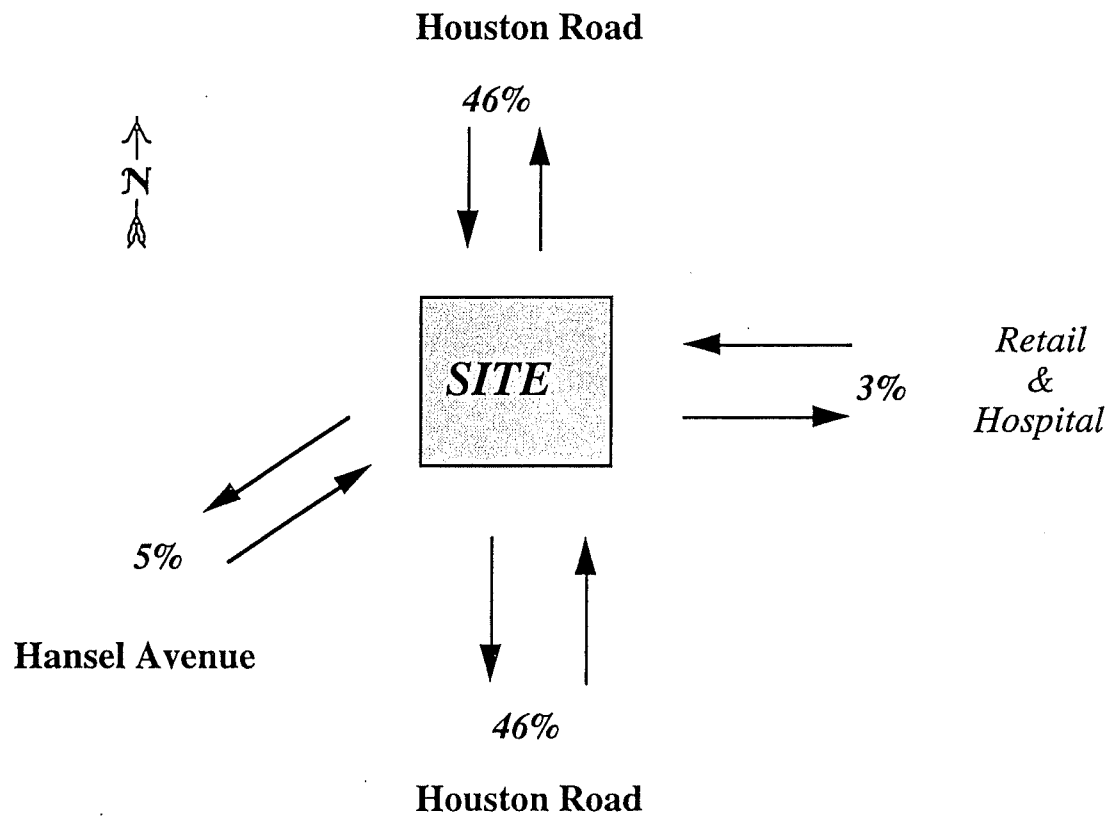 Houston Road
46%
N
SITE
Retail
&
Hospital
3%
5%
Hansel Avenue
46%
Houston Road